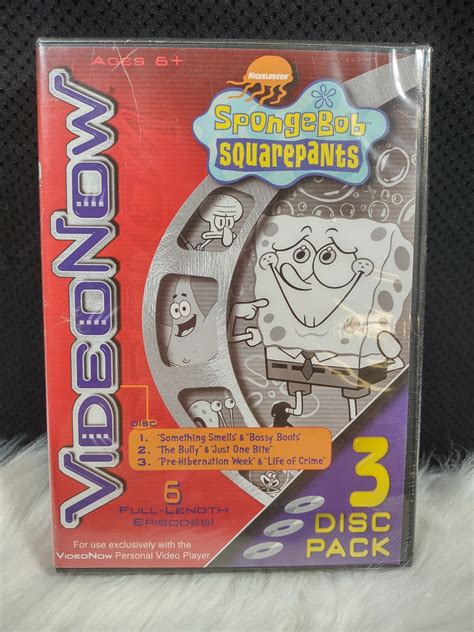 AGES 6+
VIDEONOW™
NICKELODEON
SpongeBob
SQUAREPANTS
DISC
1. "Something Smells" & "Bossy Boots"
2. "The Bully" & "Just One Bite"
3. "Pre-Hibernation Week" & "Life of Crime"
6
FULL-LENGTH
EPISODES!
3
DISC
PACK
For use exclusively with the
VIDEONOW Personal Video Player.